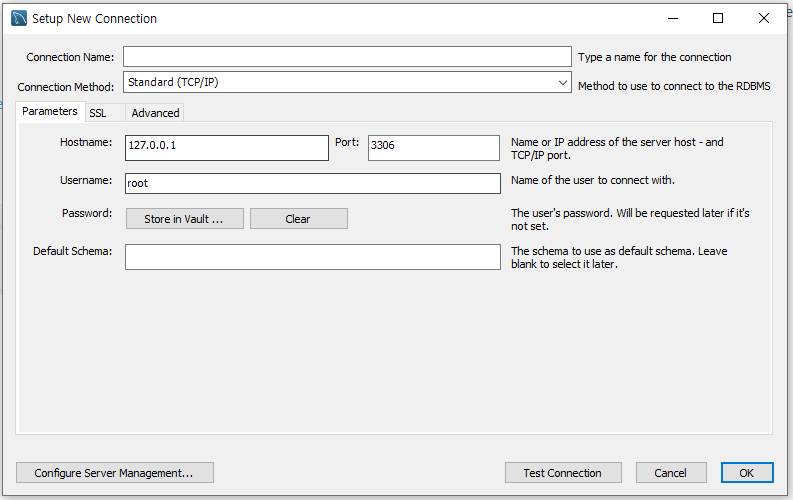 Setup New Connection
Connection Name:
Type a name for the connection
Connection Method: Standard (TCP/IP)
Method to use to connect to the RDBMS
Parameters SSL Advanced
Hostname: 127.0.0.1 Port: 3306
Name or IP address of the server host - and
TCP/IP port.
Username: root
Name of the user to connect with.
Password: Store in Vault ... Clear
The user's password. Will be requested later if it's
not set.
Default Schema:
The schema to use as default schema. Leave
blank to select it later.
Configure Server Management... Test Connection Cancel OK